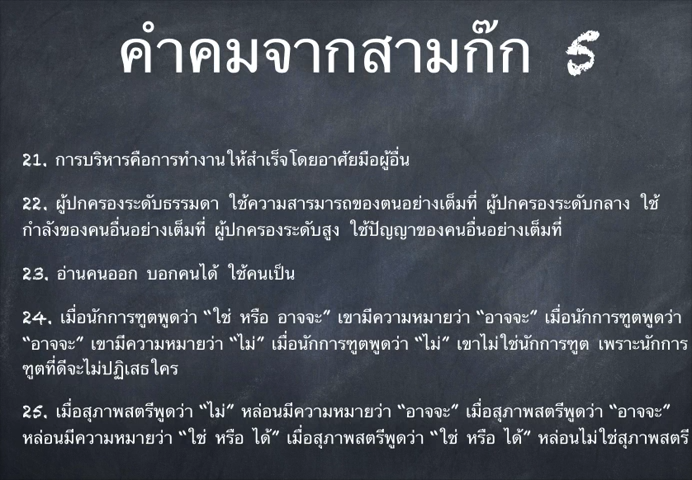 คำคมจากสามก๊ก 5
21. การบริหารคือการทำงานให้สำเร็จโดยอาศัยมือผู้อื่น
22. ผู้ปกครองระดับธรรมดา ใช้ความสารมารถของตนอย่างเต็มที่ ผู้ปกครองระดับกลาง ใช้
กำลังของคนอื่นอย่างเต็มที่ ผู้ปกครองระดับสูง ใช้ปัญญาของคนอื่นอย่างเต็มที่
23. อ่านคนออก บอกคนได้ ใช้คนเป็น
24. เมื่อนักการฑูตพูดว่า “ใช่ หรือ อาจจะ” เขามีความหมายว่า “อาจจะ” เมื่อนักการฑูตพูดว่า
“อาจจะ” เขามีความหมายว่า “ไม่” เมื่อนักการฑูตพูดว่า “ไม่” เขาไม่ใช่นักการฑูต เพราะนักการ
ฑูตที่ดีจะไม่ปฏิเสธใคร
25. เมื่อสุภาพสตรีพูดว่า “ไม่” หล่อนมีความหมายว่า “อาจจะ” เมื่อสุภาพสตรีพูดว่า “อาจจะ”
หล่อนมีความหมายว่า “ใช่ หรือ ได้” เมื่อสุภาพสตรีพูดว่า “ใช่ หรือ ได้” หล่อนไม่ใช่สุภาพสตรี